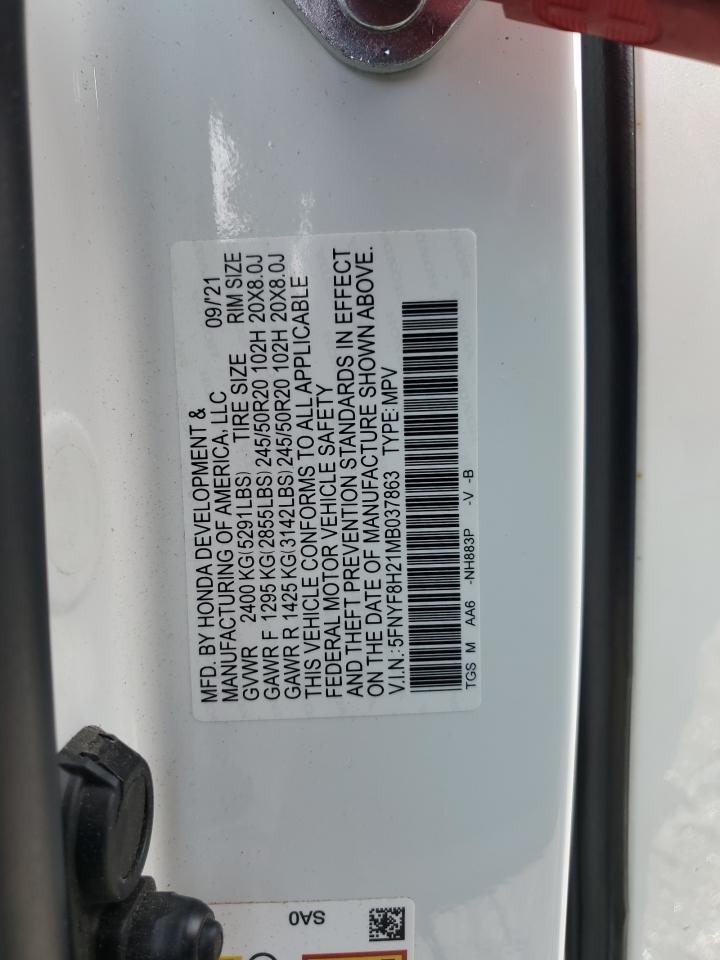 MFD. BY HONDA DEVELOPMENT &
MANUFACTURING OF AMERICA, LLC 09/'21
GVWR 2400 KG(5291LBS) TIRE SIZE RIM SIZE
GAWR F 1295 KG(2855LBS) 245/50R20 102H 20X8.0J
GAWR R 1425 KG(3142LBS) 245/50R20 102H 20X8.0J
THIS VEHICLE CONFORMS TO ALL APPLICABLE
FEDERAL MOTOR VEHICLE SAFETY
AND THEFT PREVENTION STANDARDS IN EFFECT
ON THE DATE OF MANUFACTURE SHOWN ABOVE.
V.I.N.:5FNYF8H21MB037863 TYPE:MPV
TGS M AA6 -NH883P -V -B
SA0